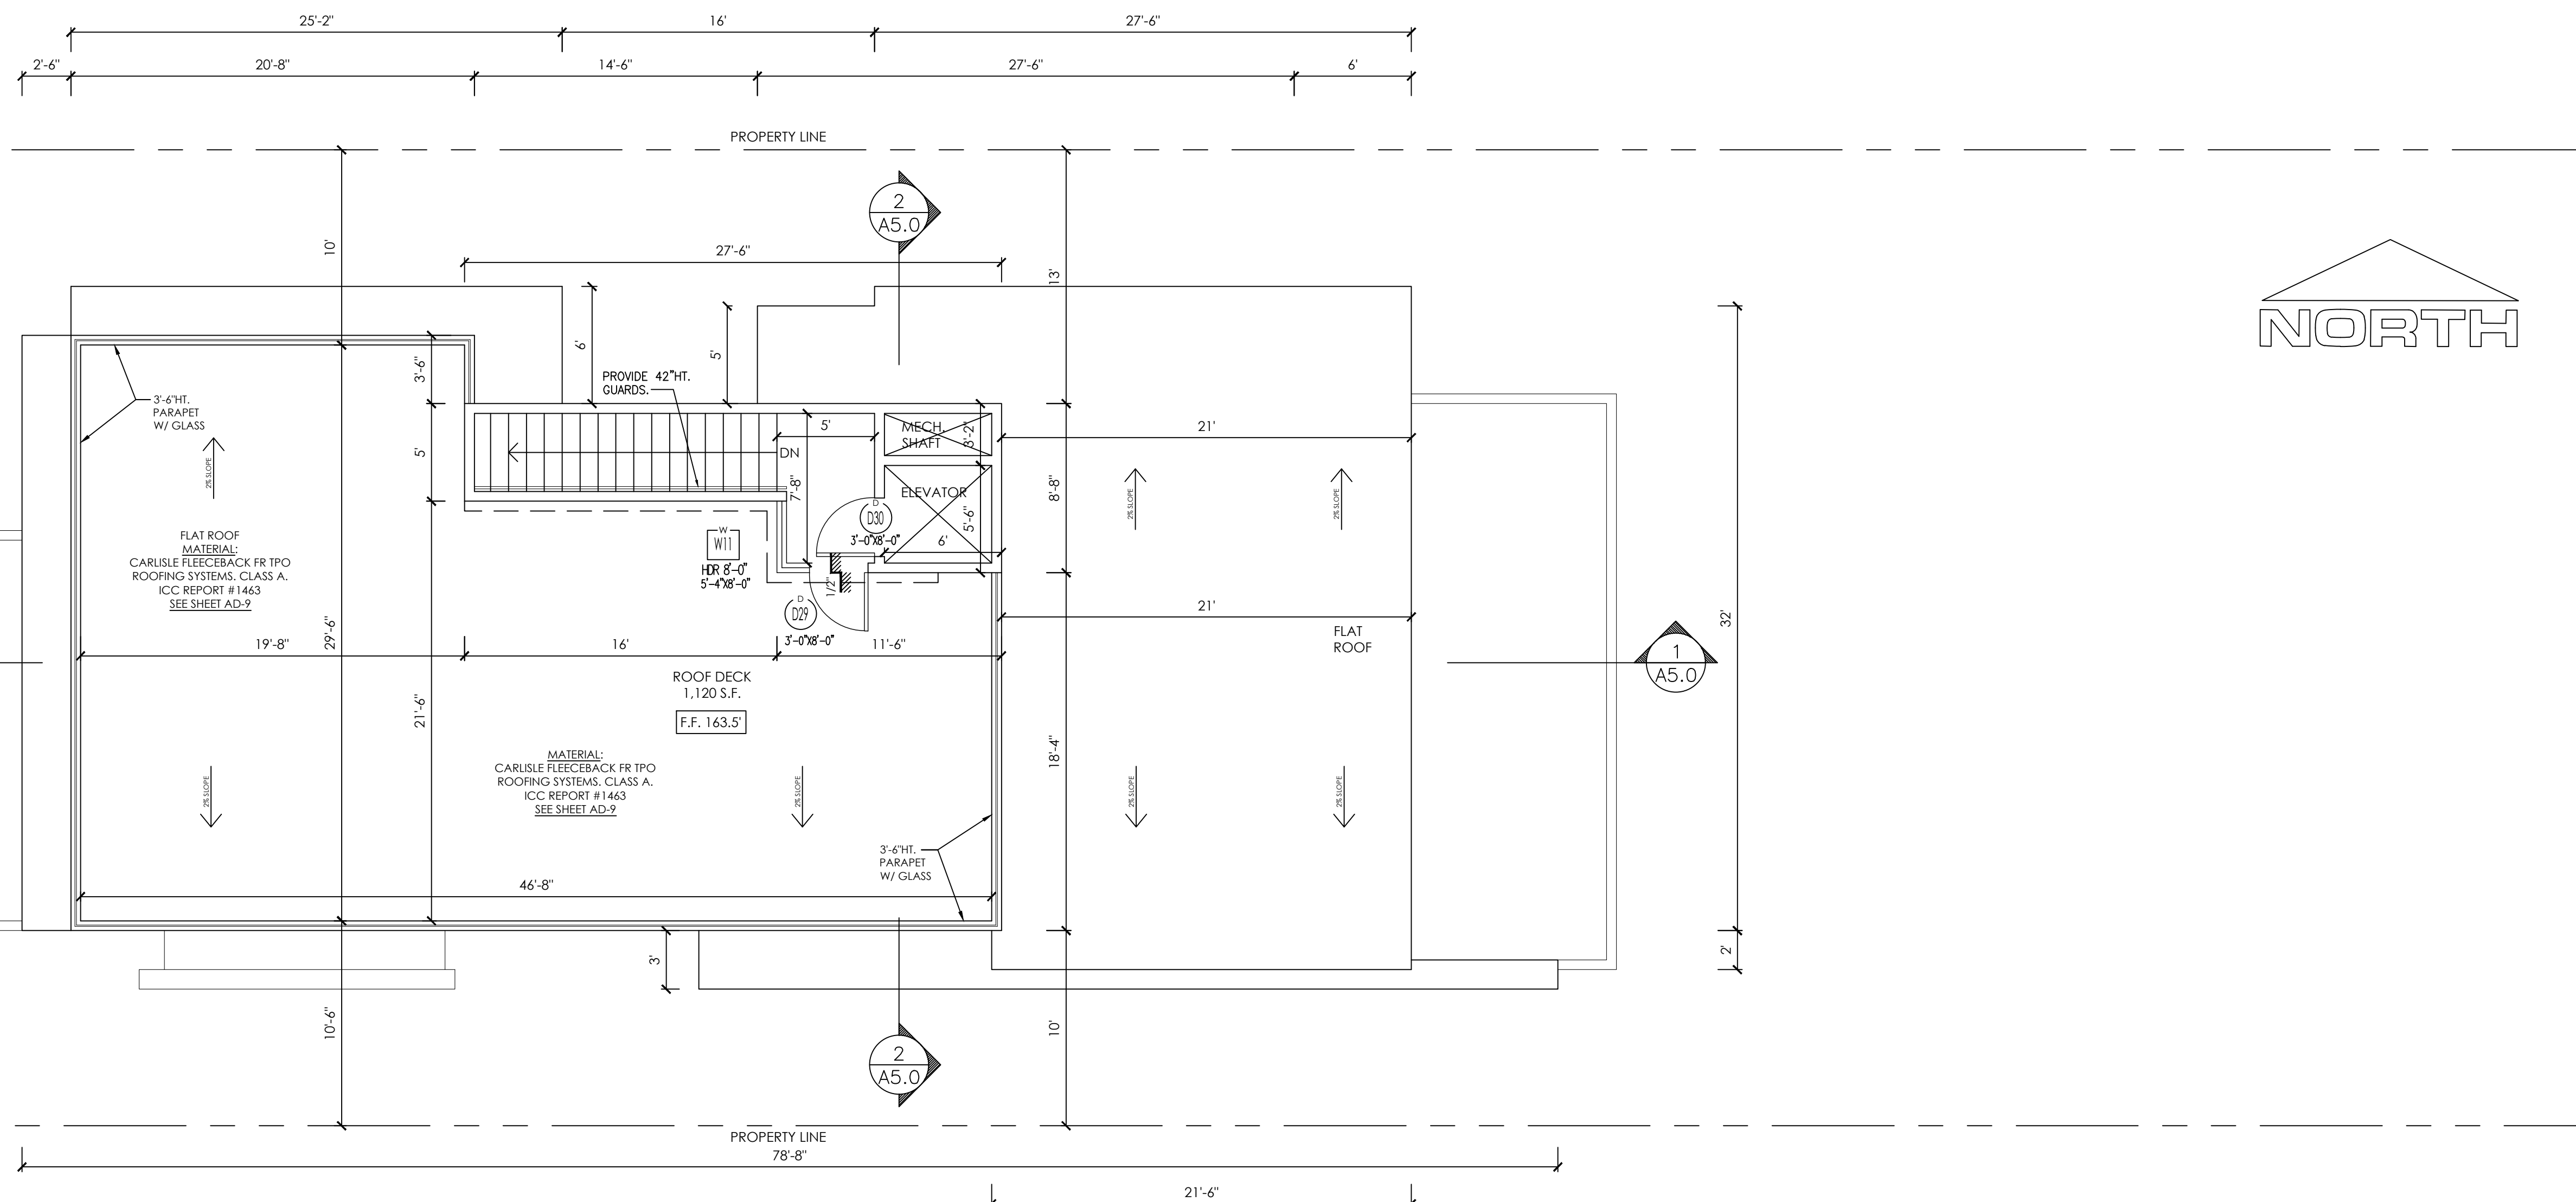 25'-2"
16'
27'-6"
2'-6"
20'-8"
14'-6"
27'-6"
6'
PROPERTY LINE
2
A5.0
10'
27'-6"
13'
NORTH
6'
5'
3'-6"
PROVIDE 42"HT.
GUARDS.
3'-6"HT.
PARAPET
W/ GLASS
5'
MECH.
SHAFT
3'-2"
21'
5'
DN
2% SLOPE
7'-8"
ELEVATOR
8'-8"
2% SLOPE
2% SLOPE
D
D30
3'-0"X8'-0"
5'-6"
6'
W
W11
HDR 8'-0"
5'-4"X8'-0"
FLAT ROOF
MATERIAL:
CARLISLE FLEECEBACK FR TPO
ROOFING SYSTEMS. CLASS A.
ICC REPORT #1463
SEE SHEET AD-9
1/2"
D
D29
3'-0"X8'-0"
21'
32'
FLAT
ROOF
19'-8"
29'-6"
16'
11'-6"
1
A5.0
ROOF DECK
1,120 S.F.
F.F. 163.5'
21'-6"
18'-4"
MATERIAL:
CARLISLE FLEECEBACK FR TPO
ROOFING SYSTEMS. CLASS A.
ICC REPORT #1463
SEE SHEET AD-9
2% SLOPE
2% SLOPE
2% SLOPE
2% SLOPE
3'-6"HT.
PARAPET
W/ GLASS
46'-8"
3'
2'
10'-6"
10'
2
A5.0
PROPERTY LINE
78'-8"
21'-6"